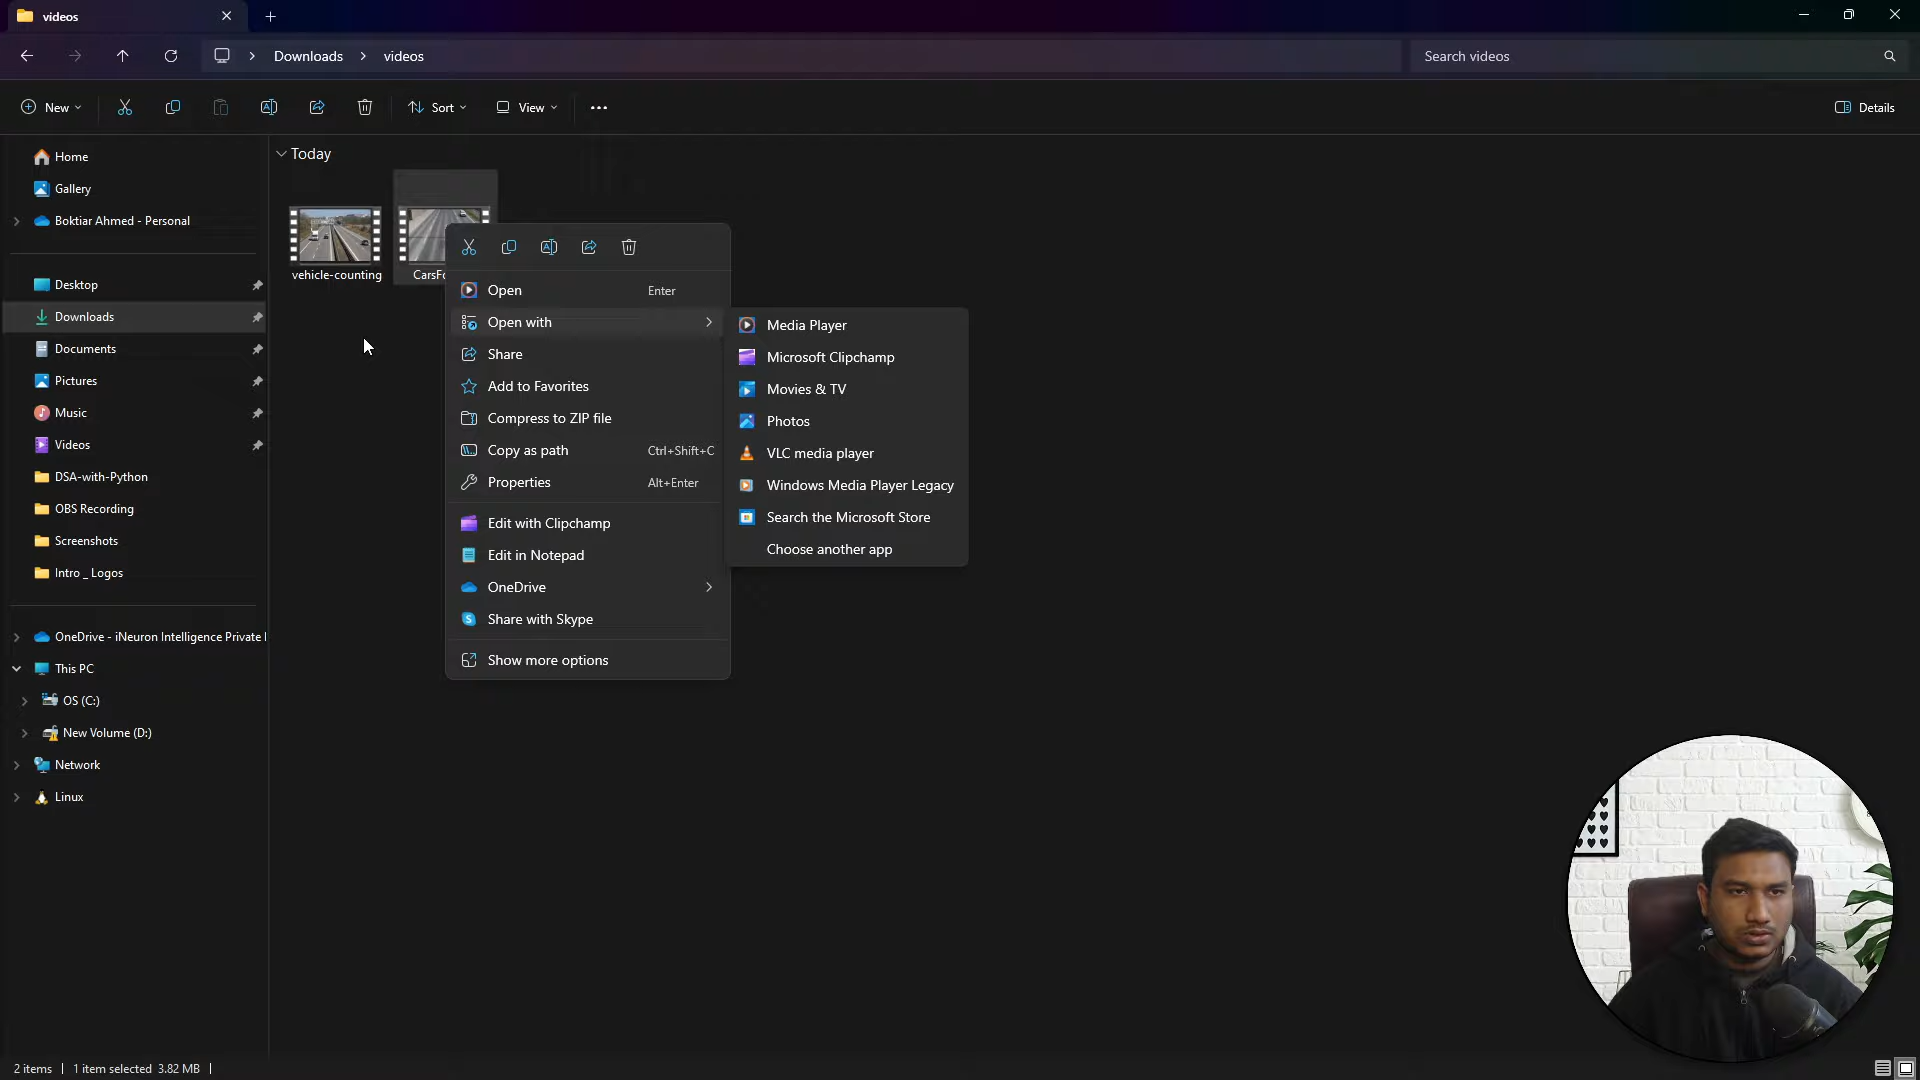 videos
Downloads > videos
Search videos
New
Sort
View
Details
Home
Gallery
Boktiar Ahmed - Personal
Desktop
Downloads
Documents
Pictures
Music
Videos
DSA-with-Python
OBS Recording
Screenshots
Intro _ Logos
OneDrive - iNeuron Intelligence Private
This PC
OS (C:)
New Volume (D:)
Network
Linux
Today
vehicle-counting
Open Enter
Open with
Share
Add to Favorites
Compress to ZIP file
Copy as path Ctrl+Shift+C
Properties Alt+Enter
Edit with Clipchamp
Edit in Notepad
OneDrive
Share with Skype
Show more options
Media Player
Microsoft Clipchamp
Movies & TV
Photos
VLC media player
Windows Media Player Legacy
Search the Microsoft Store
Choose another app
2 items | 1 item selected 3.82 MB |